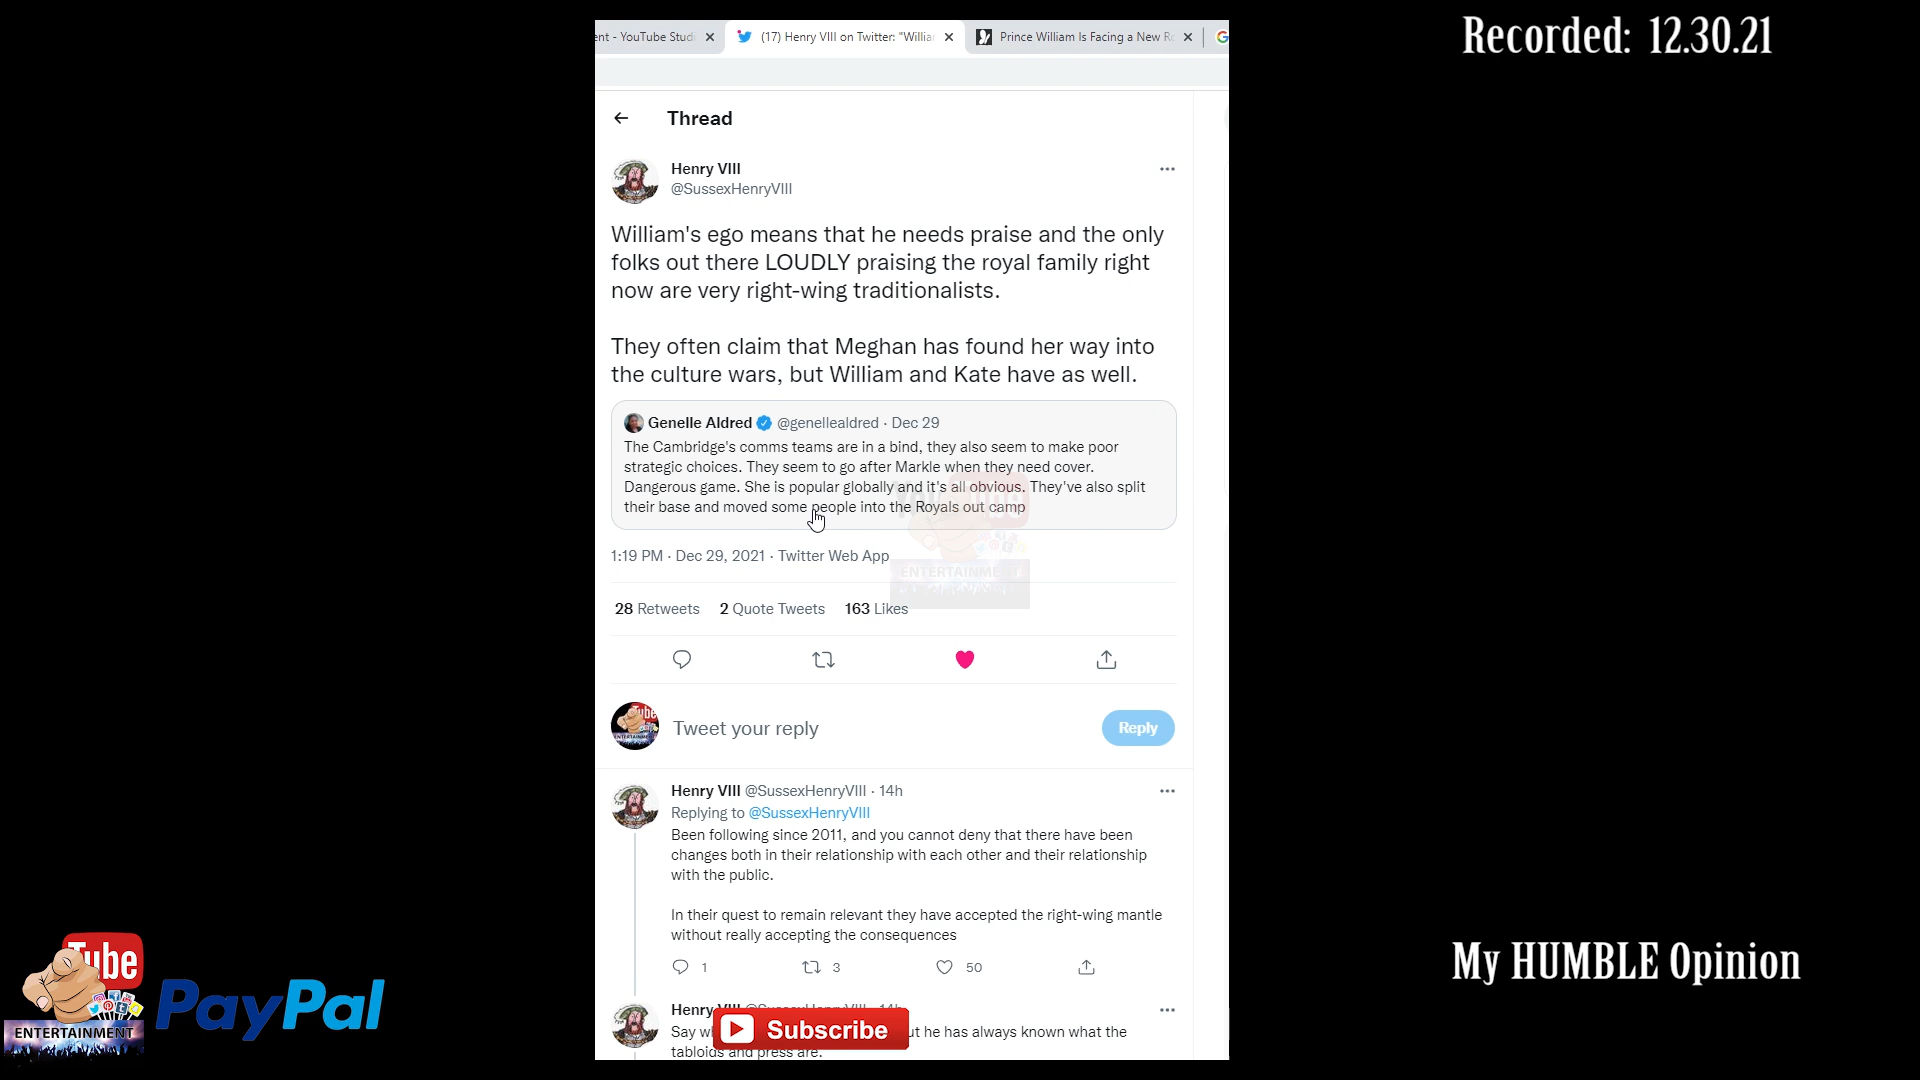 Recorded: 12.30.21
ent - YouTube Stud
(17) Henry VIII on Twitter: "Willia
Prince William Is Facing a New R
Thread
Henry VIII
@SussexHenryVIII
William's ego means that he needs praise and the only
folks out there LOUDLY praising the royal family right
now are very right-wing traditionalists.
They often claim that Meghan has found her way into
the culture wars, but William and Kate have as well.
Genelle Aldred @genellealdred · Dec 29
The Cambridge's comms teams are in a bind, they also seem to make poor
strategic choices. They seem to go after Markle when they need cover.
Dangerous game. She is popular globally and it's all obvious. They've also split
their base and moved some people into the Royals out camp
1:19 PM · Dec 29, 2021 · Twitter Web App
ENTERTAINMENT
28 Retweets 2 Quote Tweets 163 Likes
Tweet your reply
Reply
Henry VIII @SussexHenryVIII · 14h
Replying to @SussexHenryVIII
Been following since 2011, and you cannot deny that there have been
changes both in their relationship with each other and their relationship
with the public.
In their quest to remain relevant they have accepted the right-wing mantle
without really accepting the consequences
1 3 50
Henry VIII @SussexHenryVIII · 14h
Say ut he has always known what the
tabloids and press are.
Subscribe
Tube
ENTERTAINMENT
PayPal
My HUMBLE Opinion